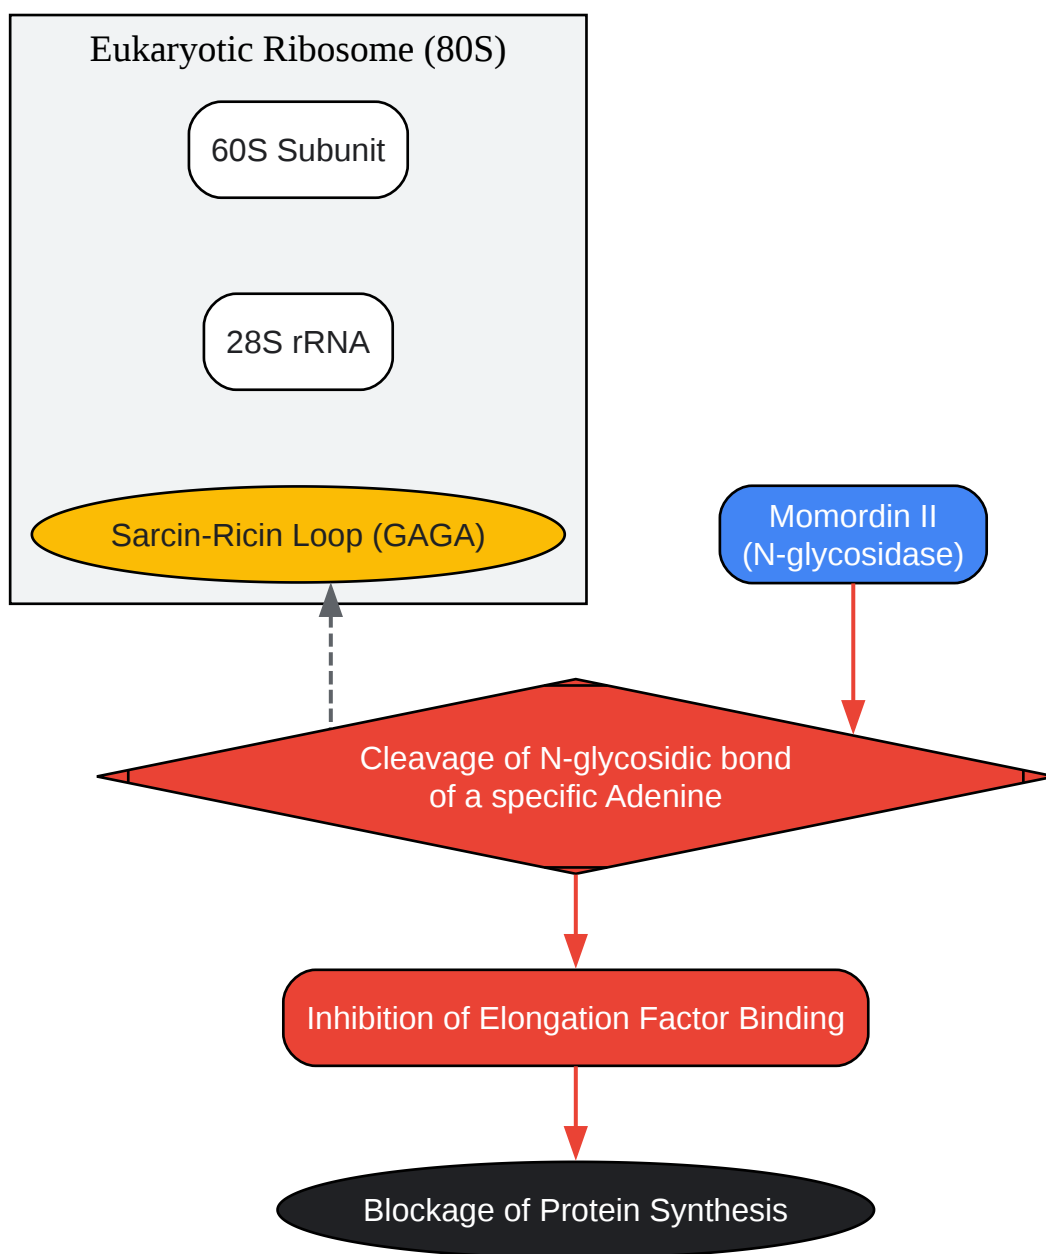 Eukaryotic Ribosome (80S)
60S Subunit
28S rRNA
Sarcin-Ricin Loop (GAGA)
Momordin II
(N-glycosidase)
Cleavage of N-glycosidic bond
of a specific Adenine
Inhibition of Elongation Factor Binding
Blockage of Protein Synthesis